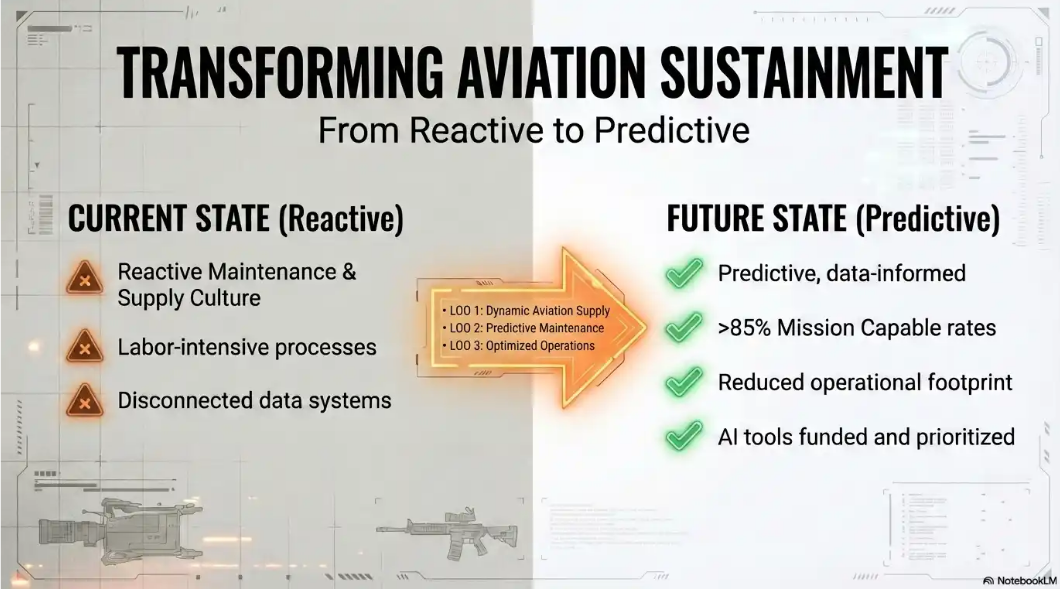 TRANSFORMING AVIATION SUSTAINMENT
From Reactive to Predictive
CURRENT STATE (Reactive)
Reactive Maintenance &
Supply Culture
Labor-intensive processes
Disconnected data systems
• LOO 1: Dynamic Aviation Supply
• LOO 2: Predictive Maintenance
• LOO 3: Optimized Operations
FUTURE STATE (Predictive)
Predictive, data-informed
>85% Mission Capable rates
Reduced operational footprint
AI tools funded and prioritized
NotebookLM